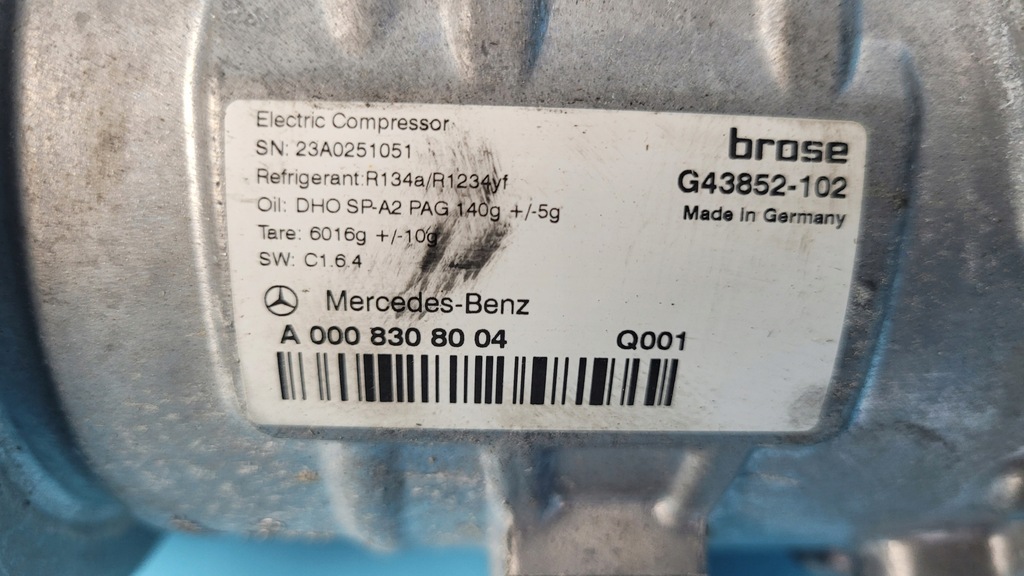 Electric Compressor
SN: 23A0251051
Refrigerant:R134a/R1234yf
Oil: DHO SP-A2 PAG 140g +/-5g
Tare: 6016g +/-10g
SW: C1.6.4
brose
G43852-102
Made in Germany
Mercedes-Benz
A 000 830 80 04 Q001